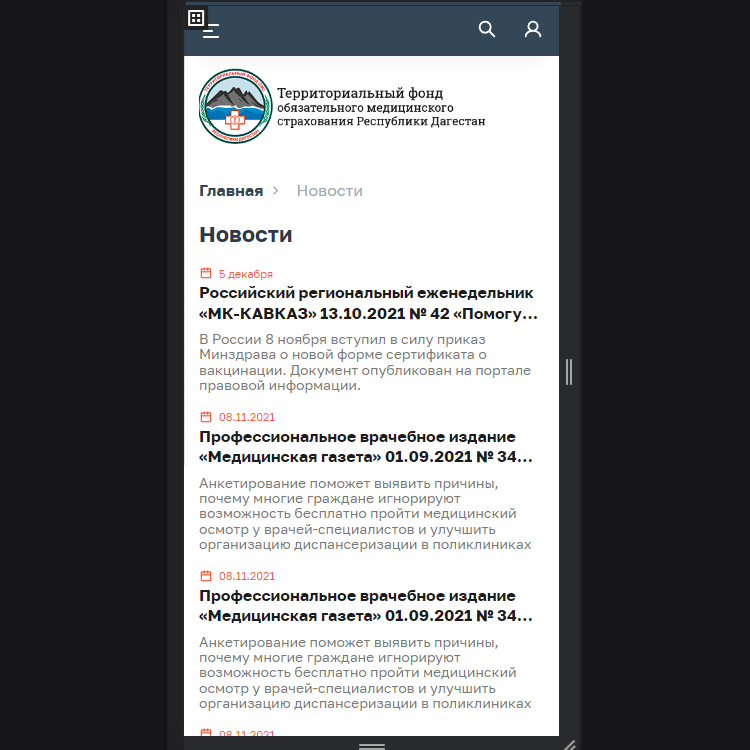 ТЕРРИТОРИАЛЬНЫЙ ФОНД ОМС
РЕСПУБЛИКИ ДАГЕСТАН
Территориальный фонд
обязательного медицинского
страхования Республики Дагестан
Главная
Новости
Новости
5 декабря
Российский региональный еженедельник
«МК-КАВКАЗ» 13.10.2021 № 42 «Помогу...
В России 8 ноября вступил в силу приказ
Минздрава о новой форме сертификата о
вакцинации. Документ опубликован на портале
правовой информации.
08.11.2021
Профессиональное врачебное издание
«Медицинская газета» 01.09.2021 № 34...
Анкетирование поможет выявить причины,
почему многие граждане игнорируют
возможность бесплатно пройти медицинский
осмотр у врачей-специалистов и улучшить
организацию диспансеризации в поликлиниках
08.11.2021
Профессиональное врачебное издание
«Медицинская газета» 01.09.2021 № 34...
Анкетирование поможет выявить причины,
почему многие граждане игнорируют
возможность бесплатно пройти медицинский
осмотр у врачей-специалистов и улучшить
организацию диспансеризации в поликлиниках
08.11.2021